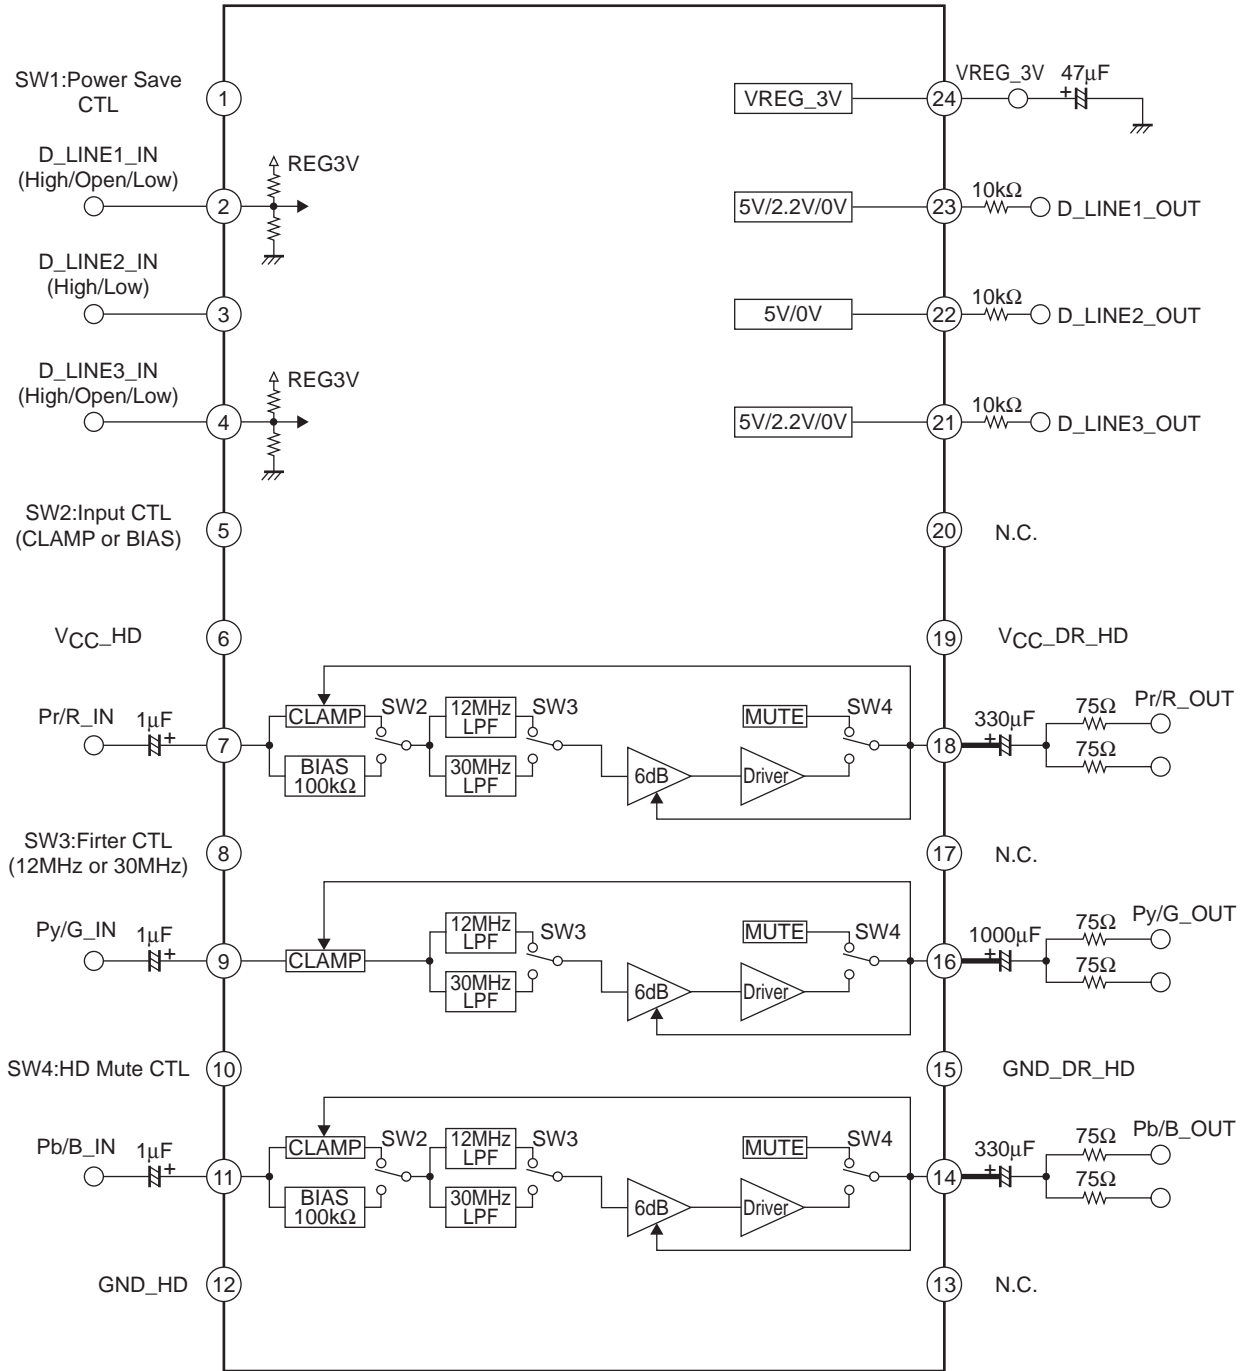 SW1:Power Save
CTL
1
VREG_3V
24
VREG_3V
47μF
+
D_LINE1_IN
(High/Open/Low)
2
REG3V
5V/2.2V/0V
23
10kΩ
D_LINE1_OUT
D_LINE2_IN
(High/Low)
3
5V/0V
22
10kΩ
D_LINE2_OUT
D_LINE3_IN
(High/Open/Low)
4
REG3V
5V/2.2V/0V
21
10kΩ
D_LINE3_OUT
SW2:Input CTL
(CLAMP or BIAS)
5
20
N.C.
VCC_HD
6
19
VCC_DR_HD
Pr/R_IN
1μF
+
7
CLAMP
BIAS
100kΩ
SW2
12MHz
LPF
30MHz
LPF
SW3
6dB
Driver
MUTE
SW4
18
330μF
+
75Ω
75Ω
Pr/R_OUT
SW3:Firter CTL
(12MHz or 30MHz)
8
17
N.C.
Py/G_IN
1μF
+
9
CLAMP
12MHz
LPF
30MHz
LPF
SW3
6dB
Driver
MUTE
SW4
16
1000μF
+
75Ω
75Ω
Py/G_OUT
SW4:HD Mute CTL
10
15
GND_DR_HD
Pb/B_IN
1μF
+
11
CLAMP
BIAS
100kΩ
SW2
12MHz
LPF
30MHz
LPF
SW3
6dB
Driver
MUTE
SW4
14
330μF
+
75Ω
75Ω
Pb/B_OUT
GND_HD
12
13
N.C.